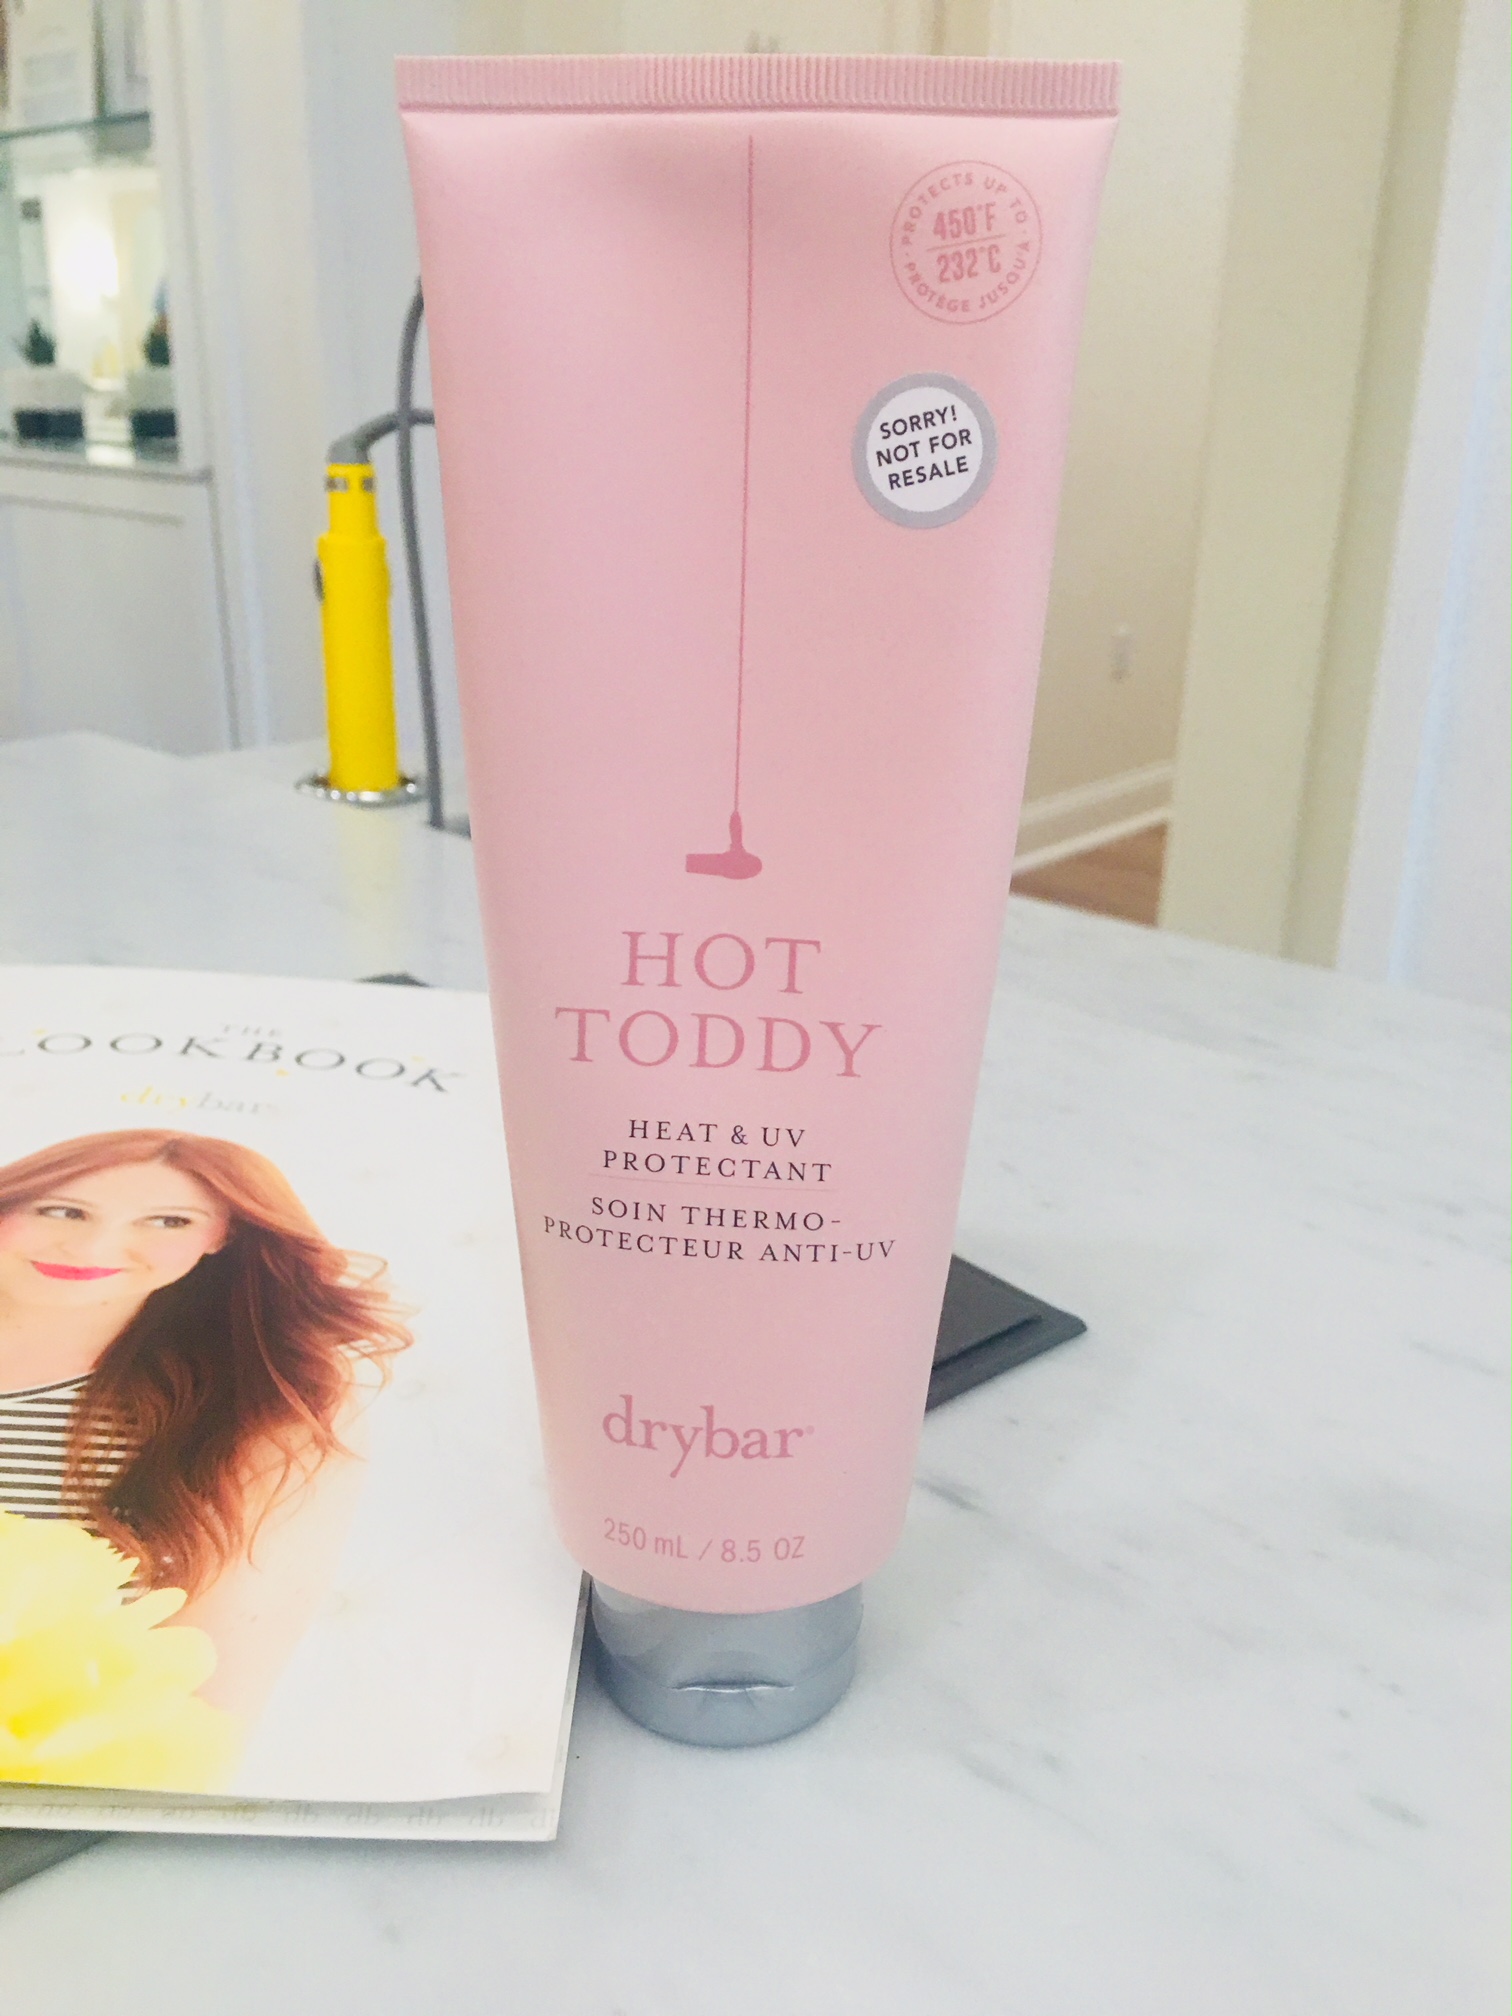 PROTECTS UP TO
450°F
232°C
PROTÈGE JUSQU'À
SORRY!
NOT FOR
RESALE
HOT
TODDY
HEAT & UV
PROTECTANT
SOIN THERMO-
PROTECTEUR ANTI-UV
drybar
250 mL / 8.5 OZ
THE
LOOKBOOK
drybar